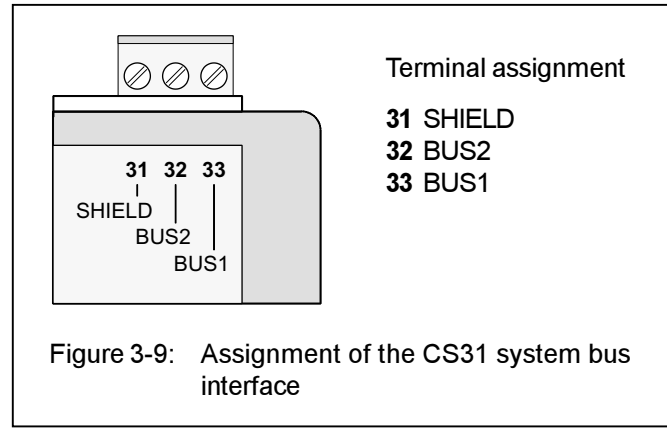 Terminal assignment
31 SHIELD
32 BUS2
33 BUS1
31 32 33
SHIELD
BUS2
BUS1
Figure 3-9: Assignment of the CS31 system bus
interface